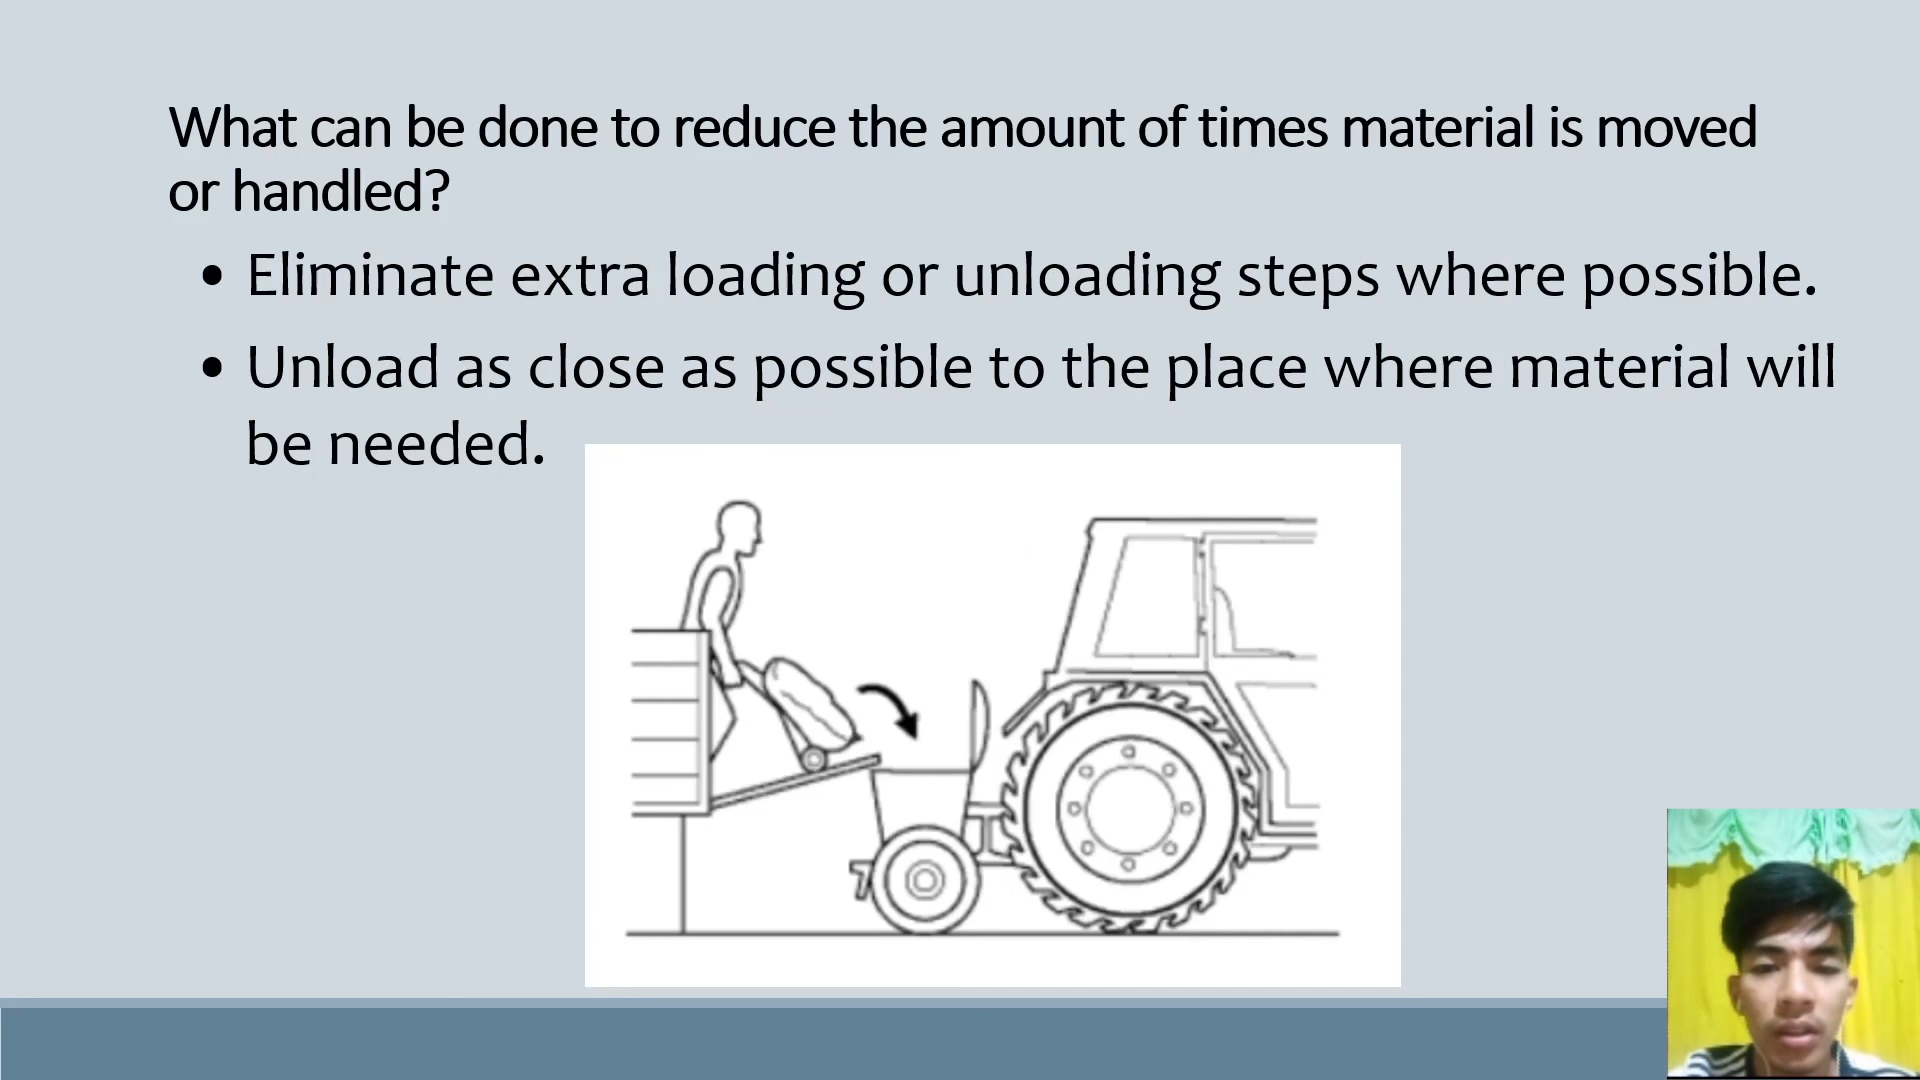 What can be done to reduce the amount of times material is moved
or handled?
• Eliminate extra loading or unloading steps where possible.
• Unload as close as possible to the place where material will
be needed.